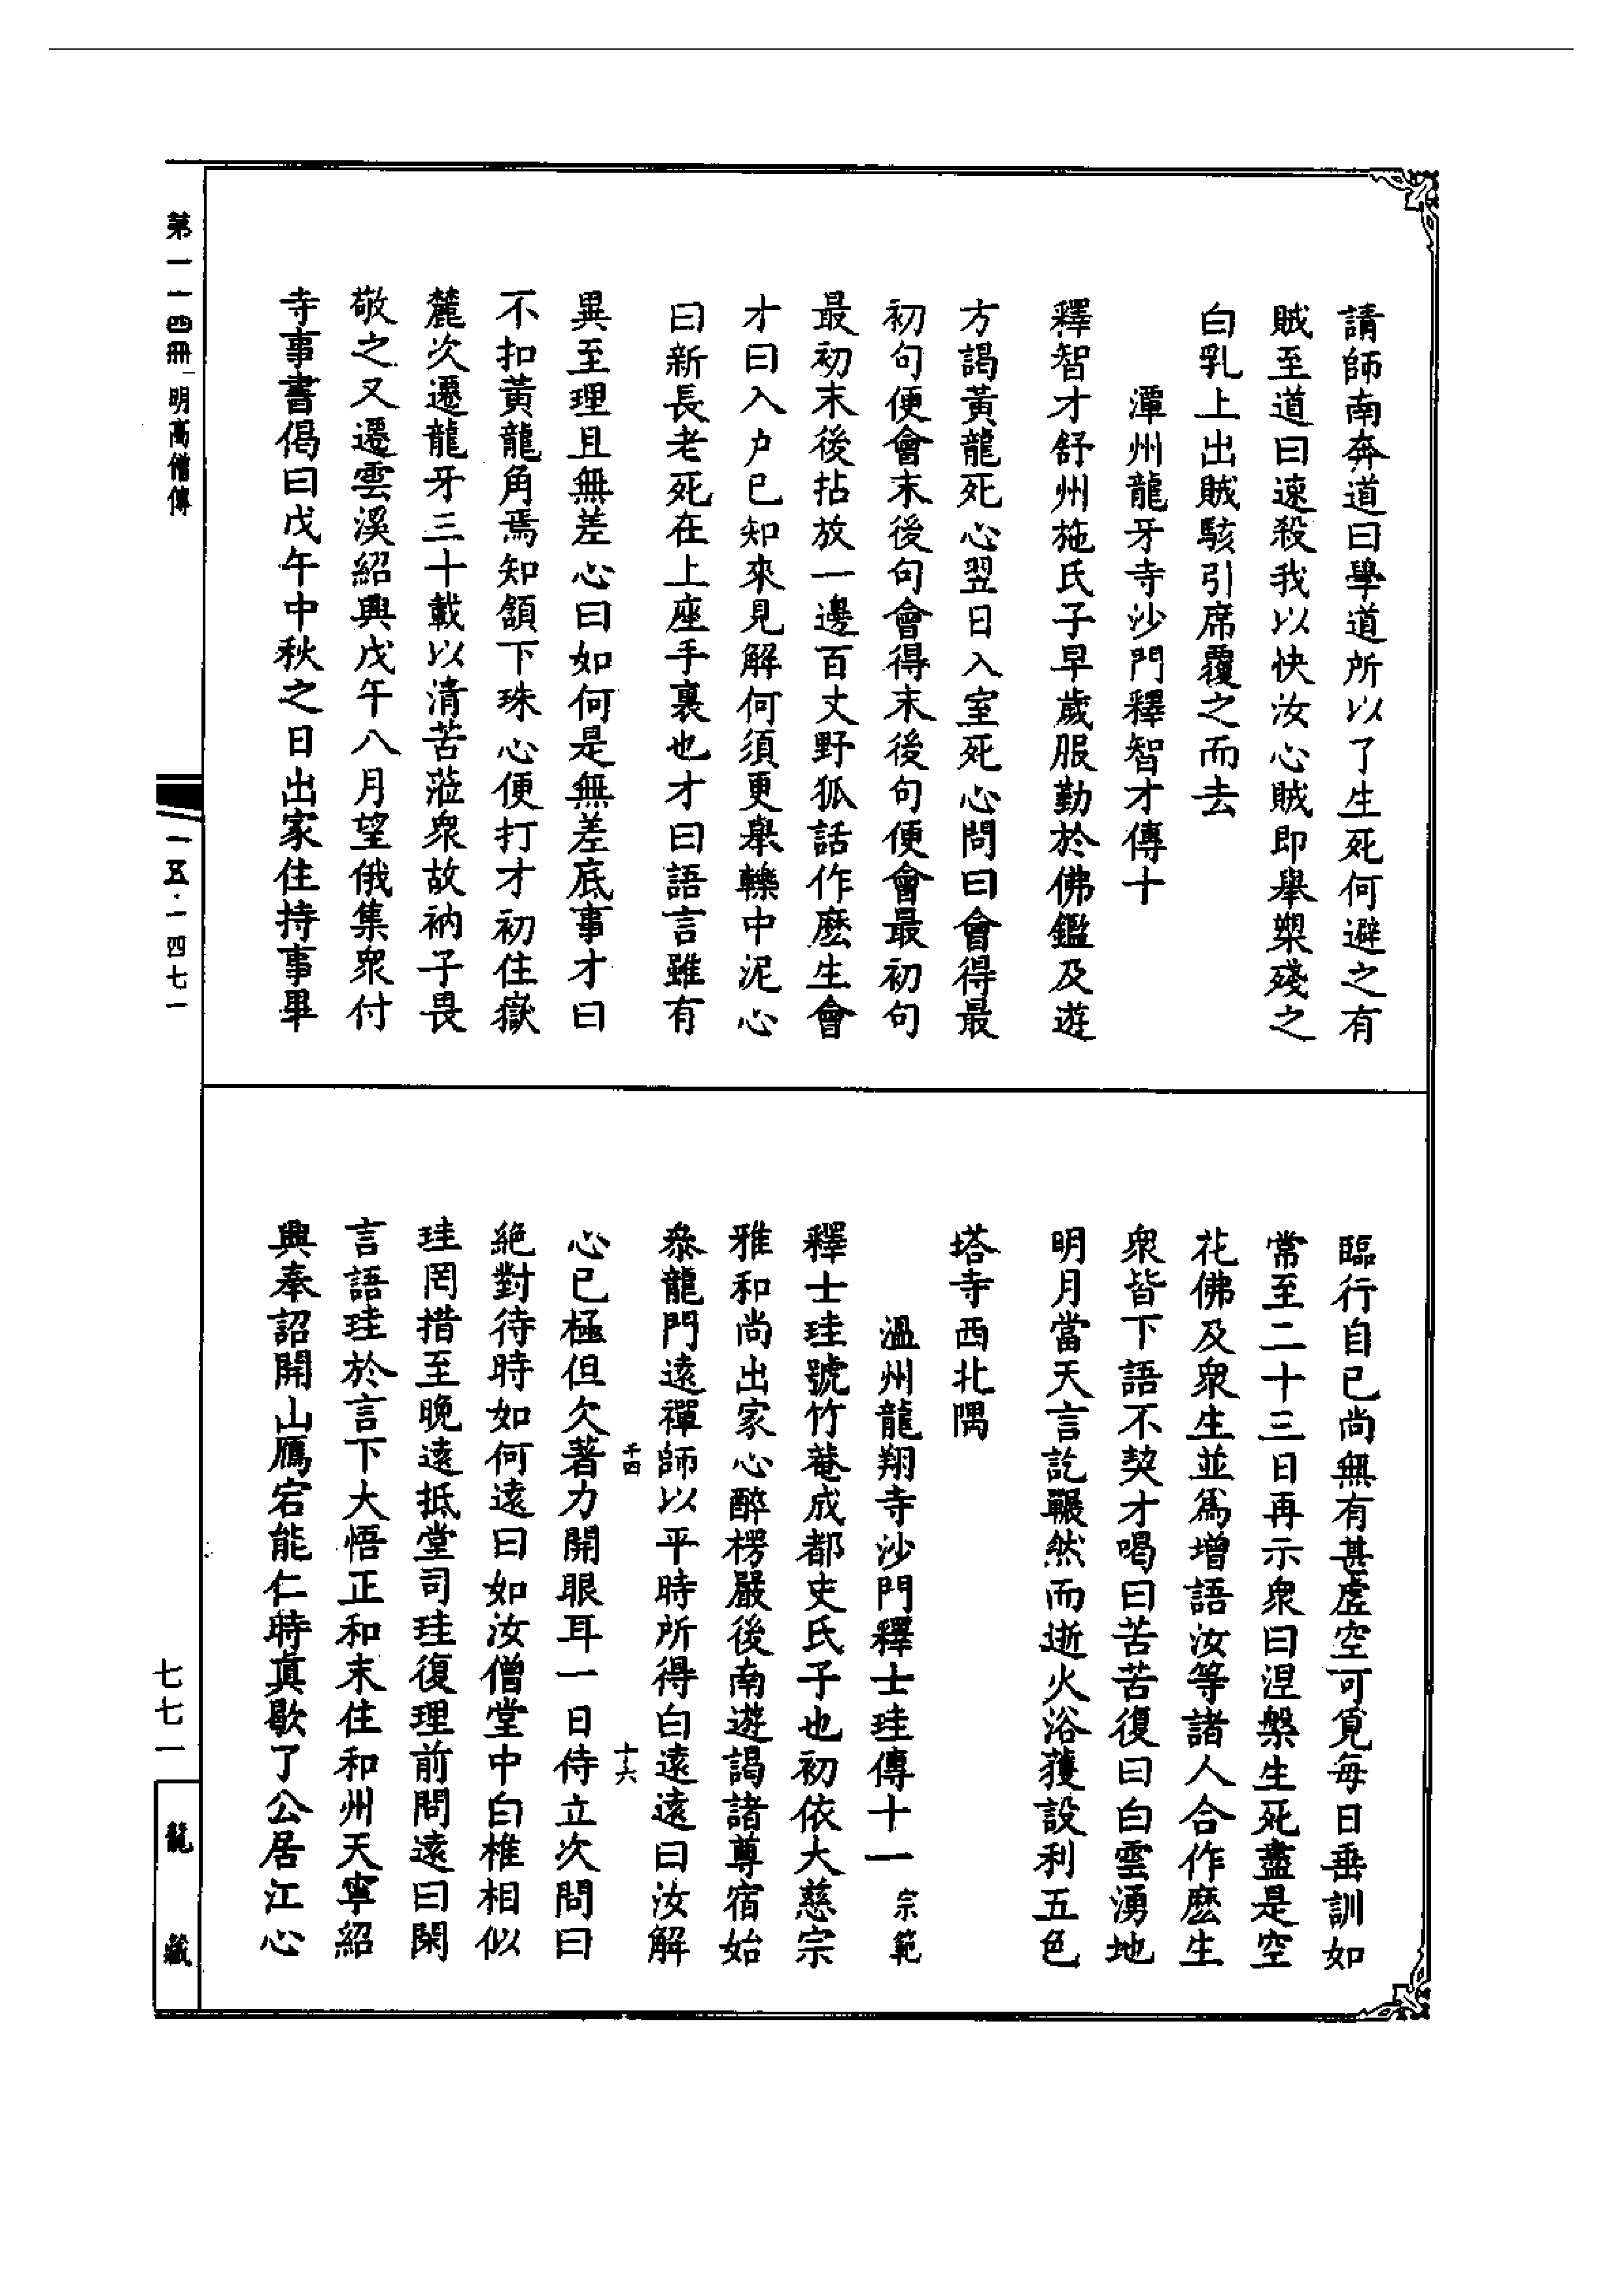 請師南奔道曰學道所以了生死何避之有
賊至道曰速殺我以快汝心賊即舉槊殘之
白乳上出賊駭引席覆之而去
潭州龍牙寺沙門釋智才傳十
釋智才舒州施氏子早歲服勤於佛鑑及遊
方謁黃龍死心翌日入室死心問曰會得最
初句便會末後句會得末後句便會最初句
最初末後拈放一邊百丈野狐話作麽生會
才曰入户已知來見解何須更舉轢中泥心
曰新長老死在上座手裏也才曰語言雖有
異至理且無差心曰如何是無差底事才曰
不扣黃龍角焉知頷下珠心便打才初住嶽
麓次遷龍牙三十載以清苦蒞衆故衲子畏
敬之又遷雲溪紹興戊午八月望俄集衆付
寺事書偈曰戊午中秋之日出家住持事畢
臨行自己尚無有甚虛空可覓每日垂訓如
常至二十三日再示衆曰涅槃生死盡是空
花佛及衆生並爲增語汝等諸人合作麽生
衆皆下語不契才喝曰苦苦復曰白雲湧地
明月當天言訖囅然而逝火浴獲設利五色
塔寺西北隅
溫州龍翔寺沙門釋士珪傳十一 宗範
釋士珪號竹菴成都史氏子也初依大慈宗
雅和尚出家心醉楞嚴後南遊謁諸尊宿始
叅龍門遠禪師以平時所得白遠遠曰汝解
千四 十六
心已極但欠著力開眼耳一日侍立次問曰
絕對待時如何遠曰如汝僧堂中白椎相似
珪罔措至晚遠抵堂司珪復理前問遠曰閑
言語珪於言下大悟正和末住和州天寧紹
興奉詔開山鴈宕能仁時真歇了公居江心
第一一四冊 明高僧傳
一五·一四七一
七七一
龍藏